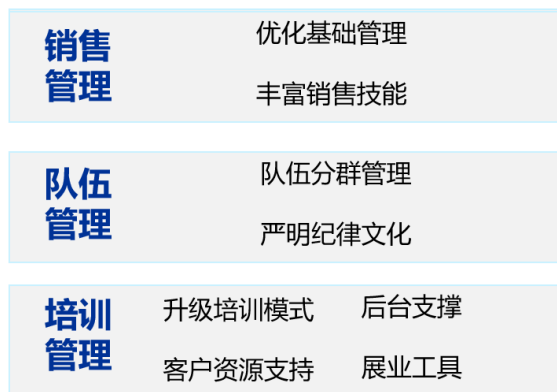 销售
管理
优化基础管理
丰富销售技能
队伍
管理
队伍分群管理
严明纪律文化
培训
管理
升级培训模式 后台支撑
客户资源支持 展业工具